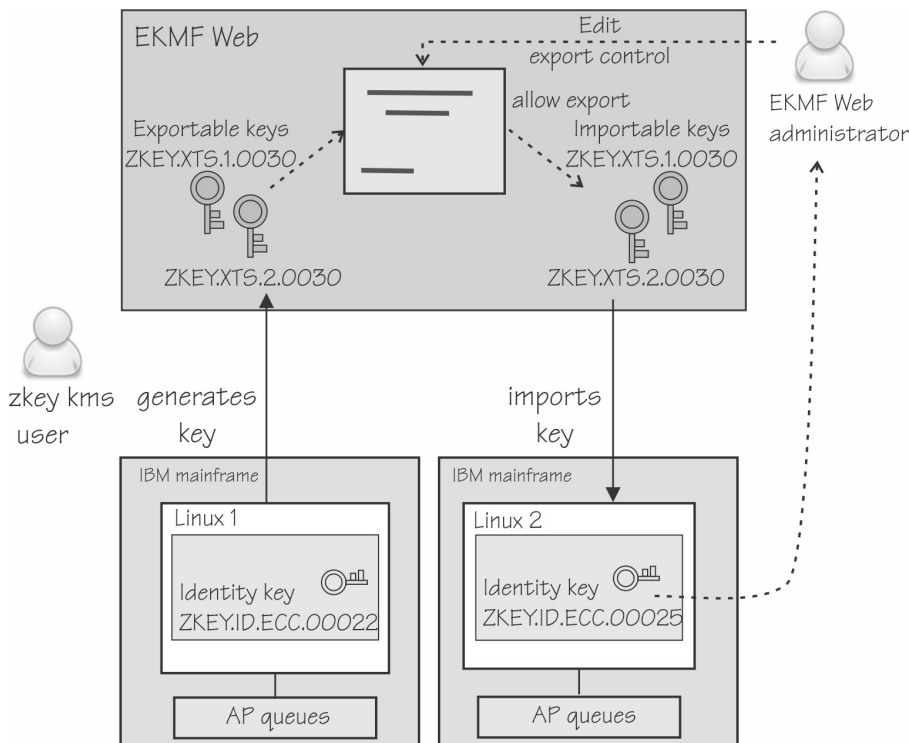 EKMF Web
Edit
export control
allow export
Exportable keys
ZKEY.XTS.1.0030
ZKEY.XTS.2.0030
Importable keys
ZKEY.XTS.1.0030
ZKEY.XTS.2.0030
EKMF Web
administrator
zkey kms
user
generates
key
imports
key
IBM mainframe
Linux 1
Identity key
ZKEY.ID.ECC.00022
AP queues
IBM mainframe
Linux 2
Identity key
ZKEY.ID.ECC.00025
AP queues